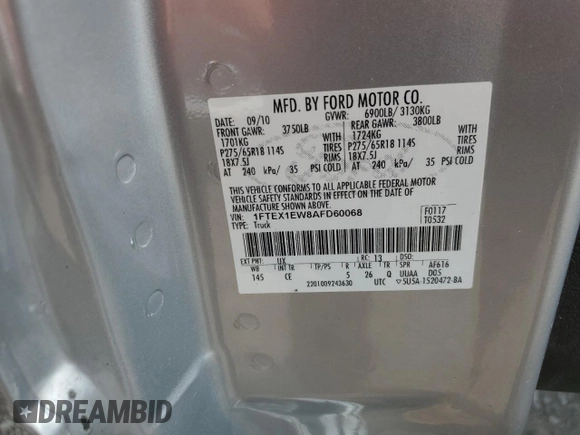 MFD. BY FORD MOTOR CO.
DATE: 09/10 GVWR: 6900LB/ 3130KG
FRONT GAWR: 3750LB REAR GAWR: 3800LB
1701KG WITH 1724KG WITH
P275/65R18 114S TIRES P275/65R18 114S TIRES
18X7.5J RIMS 18X7.5J RIMS
AT 240 kPa/ 35 PSI COLD AT 240 kPa/ 35 PSI COLD
THIS VEHICLE CONFORMS TO ALL APPLICABLE FEDERAL MOTOR
VEHICLE SAFETY STANDARDS IN EFFECT ON THE DATE OF
MANUFACTURE SHOWN ABOVE.
VIN: 1FTEX1EW8AFD60068 F0117
TYPE: Truck T0532
EXT PNT: UX RC: 13 DSO:
WB INT TR TP/PS R AXLE TR SPR AF616
145 CE 5 26 Q UUAA DOS
2201009243630 UTC ▽SU5A-1520472-BA
DREAMBID